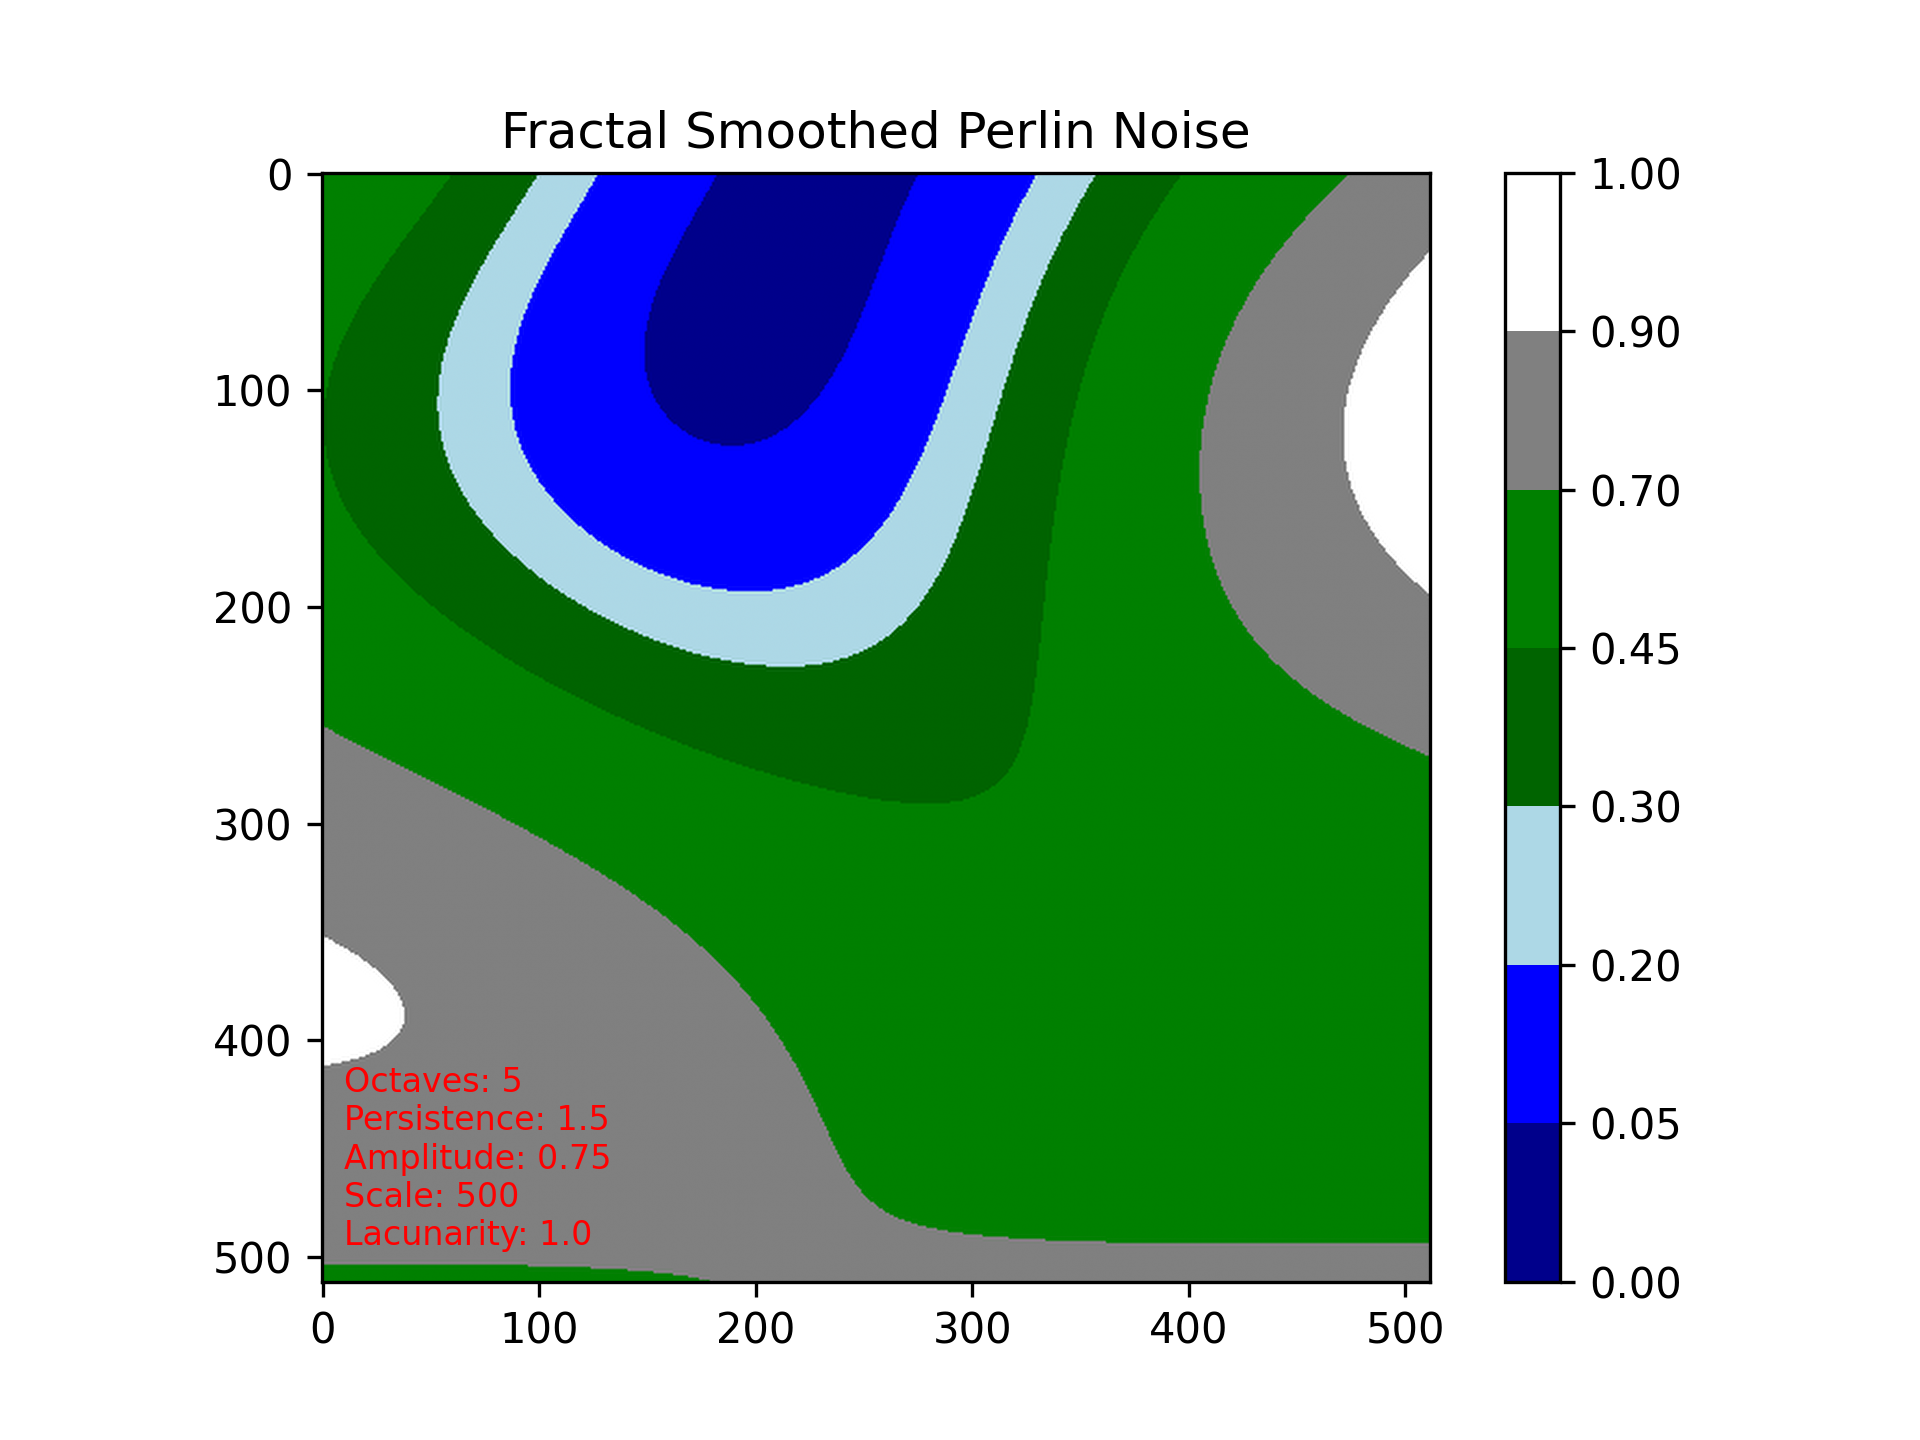 Fractal Smoothed Perlin Noise
0
100
200
300
400
500
0 100 200 300 400 500
Octaves: 5
Persistence: 1.5
Amplitude: 0.75
Scale: 500
Lacunarity: 1.0
1.00
0.90
0.70
0.45
0.30
0.20
0.05
0.00